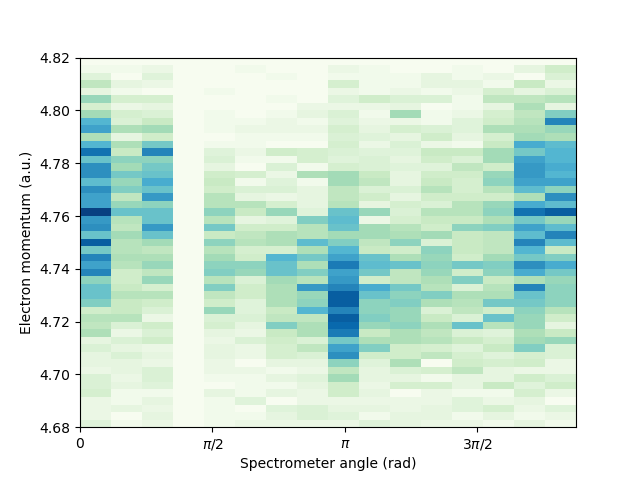 4.82
4.80
4.78
4.76
4.74
4.72
4.70
4.68
Electron momentum (a.u.)
0
π/2
π
3π/2
Spectrometer angle (rad)